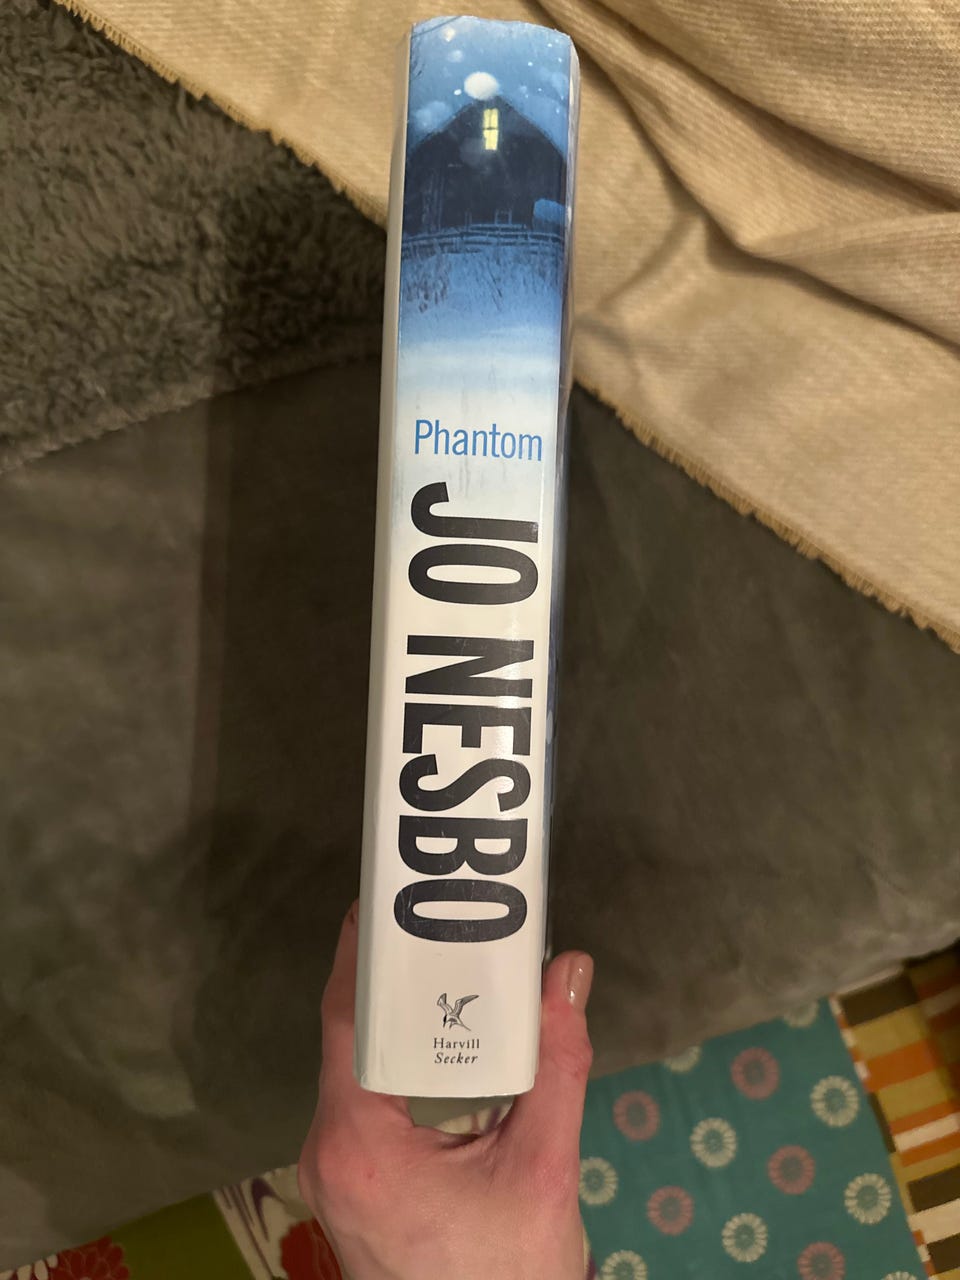 Phantom
JO NESBO
Harvill
Secker